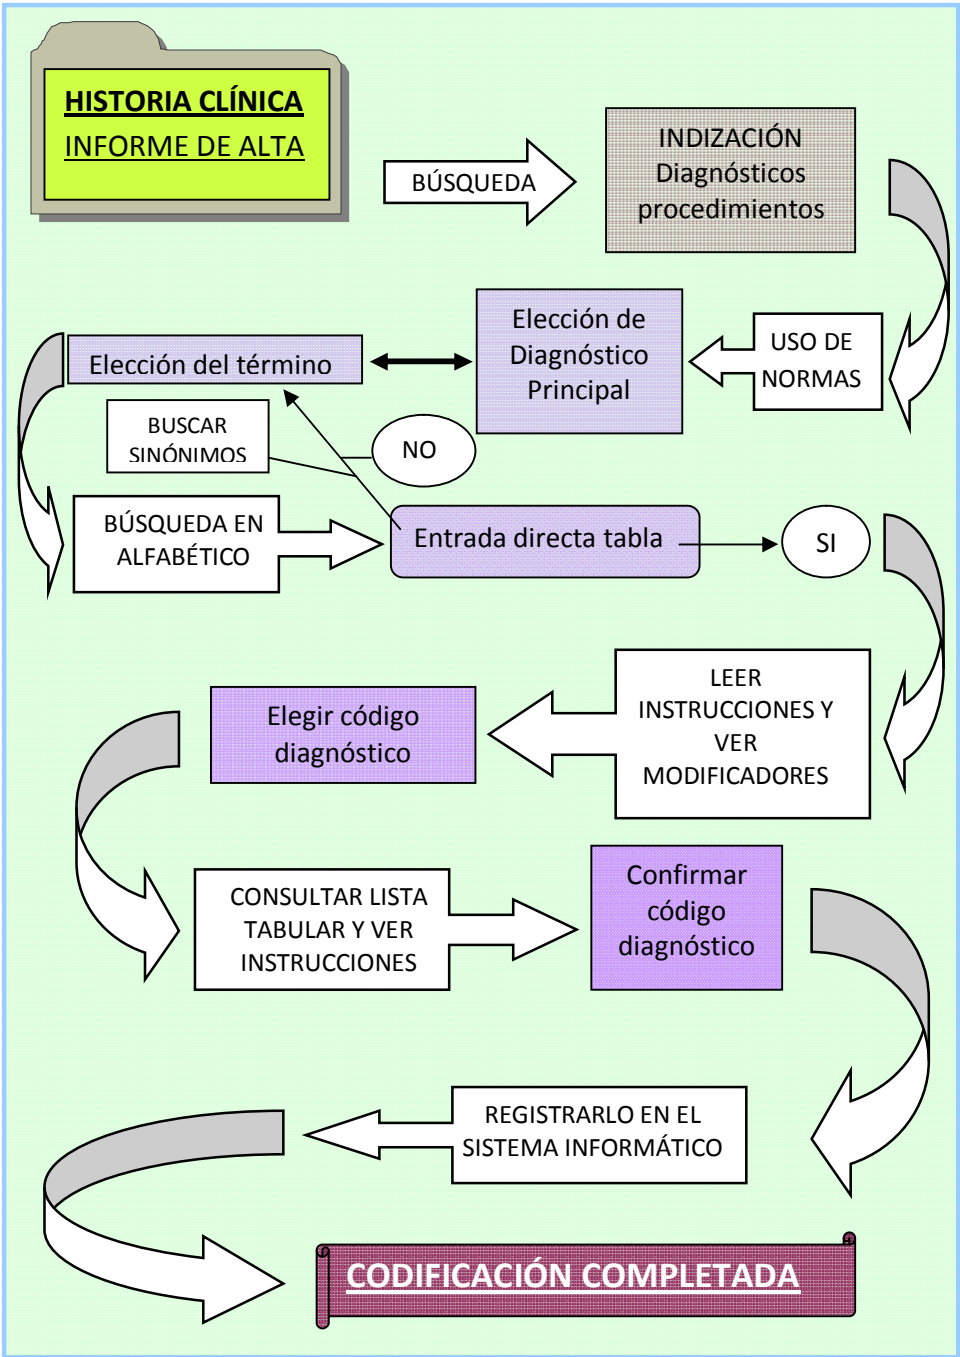 HISTORIA CLÍNICA
INFORME DE ALTA
BÚSQUEDA
INDIZACIÓN
Diagnósticos
procedimientos
USO DE
NORMAS
Elección de
Diagnóstico
Principal
Elección del término
BUSCAR
SINÓNIMOS
NO
BÚSQUEDA EN
ALFABÉTICO
Entrada directa tabla
SI
LEER
INSTRUCCIONES Y
VER
MODIFICADORES
Elegir código
diagnóstico
CONSULTAR LISTA
TABULAR Y VER
INSTRUCCIONES
Confirmar
código
diagnóstico
REGISTRARLO EN EL
SISTEMA INFORMÁTICO
CODIFICACIÓN COMPLETADA